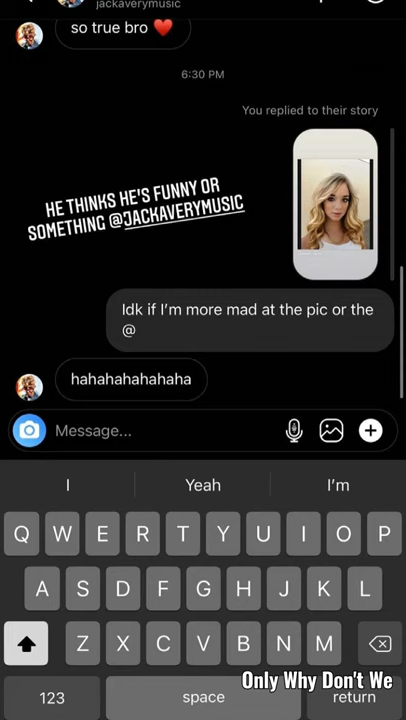 jackaverymusic
so true bro ❤️
6:30 PM
You replied to their story
HE THINKS HE'S FUNNY OR
SOMETHING @JACKAVERYMUSIC
Idk if I'm more mad at the pic or the
@
hahahahahahaha
Message...
I Yeah I'm
Q W E R T Y U I O P
A S D F G H J K L
Z X C V B N M
Only Why Don't We
123 space return